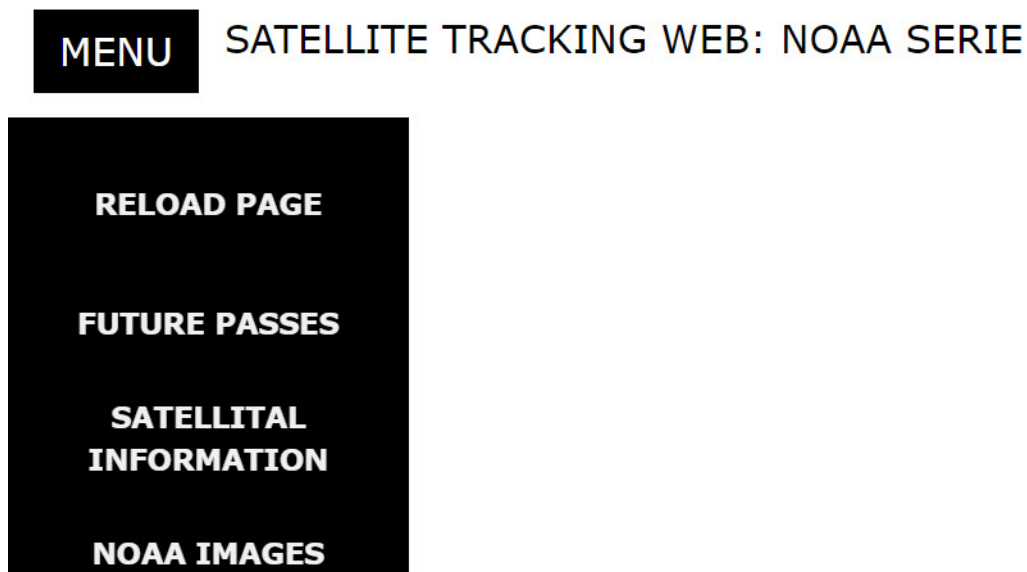 MENU
SATELLITE TRACKING WEB: NOAA SERIE
RELOAD PAGE
FUTURE PASSES
SATELLITAL
INFORMATION
NOAA IMAGES